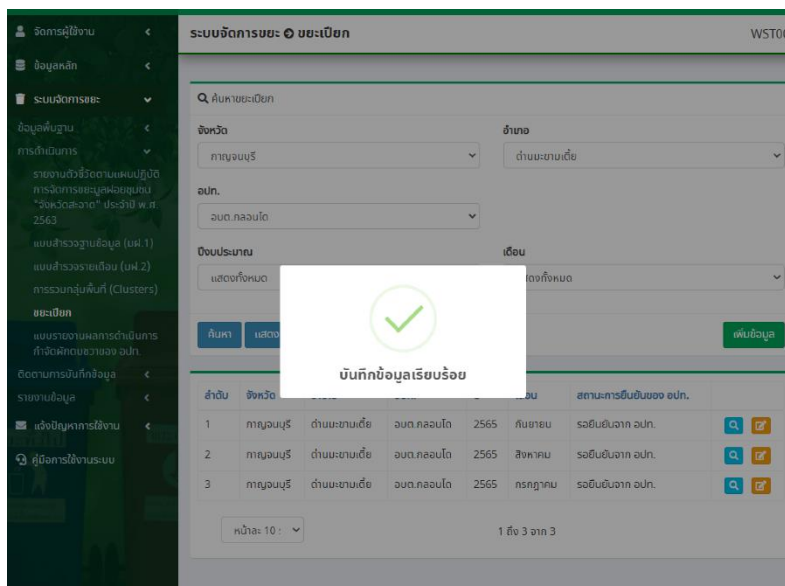 จัดการผู้ใช้งาน
ระบบจัดการขยะ ขยะเปียก
WST00
ข้อมูลหลัก
ระบบจัดการขยะ
ข้อมูลพื้นฐาน
การดำเนินการ
รายงานตัวชี้วัดตามแผนปฏิบัติ
การจัดการขยะมูลฝอยชุมชน
"จังหวัดสะอาด" ประจำปี พ.ศ.
2563
แบบสำรวจฐานข้อมูล (มฝ.1)
แบบสำรวจรายเดือน (มฝ.2)
การรวมกลุ่มพื้นที่ (Clusters)
ขยะเปียก
แบบรายงานผลการดำเนินการ
กำจัดผักตบชวาของ อปท.
ติดตามการบันทึกข้อมูล
รายงานข้อมูล
แจ้งปัญหาการใช้งาน
คู่มือการใช้งานระบบ
ค้นหาขยะเปียก
จังหวัด อำเภอ
กาญจนบุรี ด่านมะขามเตี้ย
อปท.
อบต.กลอนโด
ปีงบประมาณ เดือน
แสดงทั้งหมด
ค้นหา เพิ่มข้อมูล
บันทึกข้อมูลเรียบร้อย
ลำดับ จังหวัด สถานะการยืนยันของ อปท.
1 กาญจนบุรี ด่านมะขามเตี้ย อบต.กลอนโด 2565 กันยายน รอยืนยันจาก อปท.
2 กาญจนบุรี ด่านมะขามเตี้ย อบต.กลอนโด 2565 สิงหาคม รอยืนยันจาก อปท.
3 กาญจนบุรี ด่านมะขามเตี้ย อบต.กลอนโด 2565 กรกฎาคม รอยืนยันจาก อปท.
หน้าละ 10 : 1 ถึง 3 จาก 3